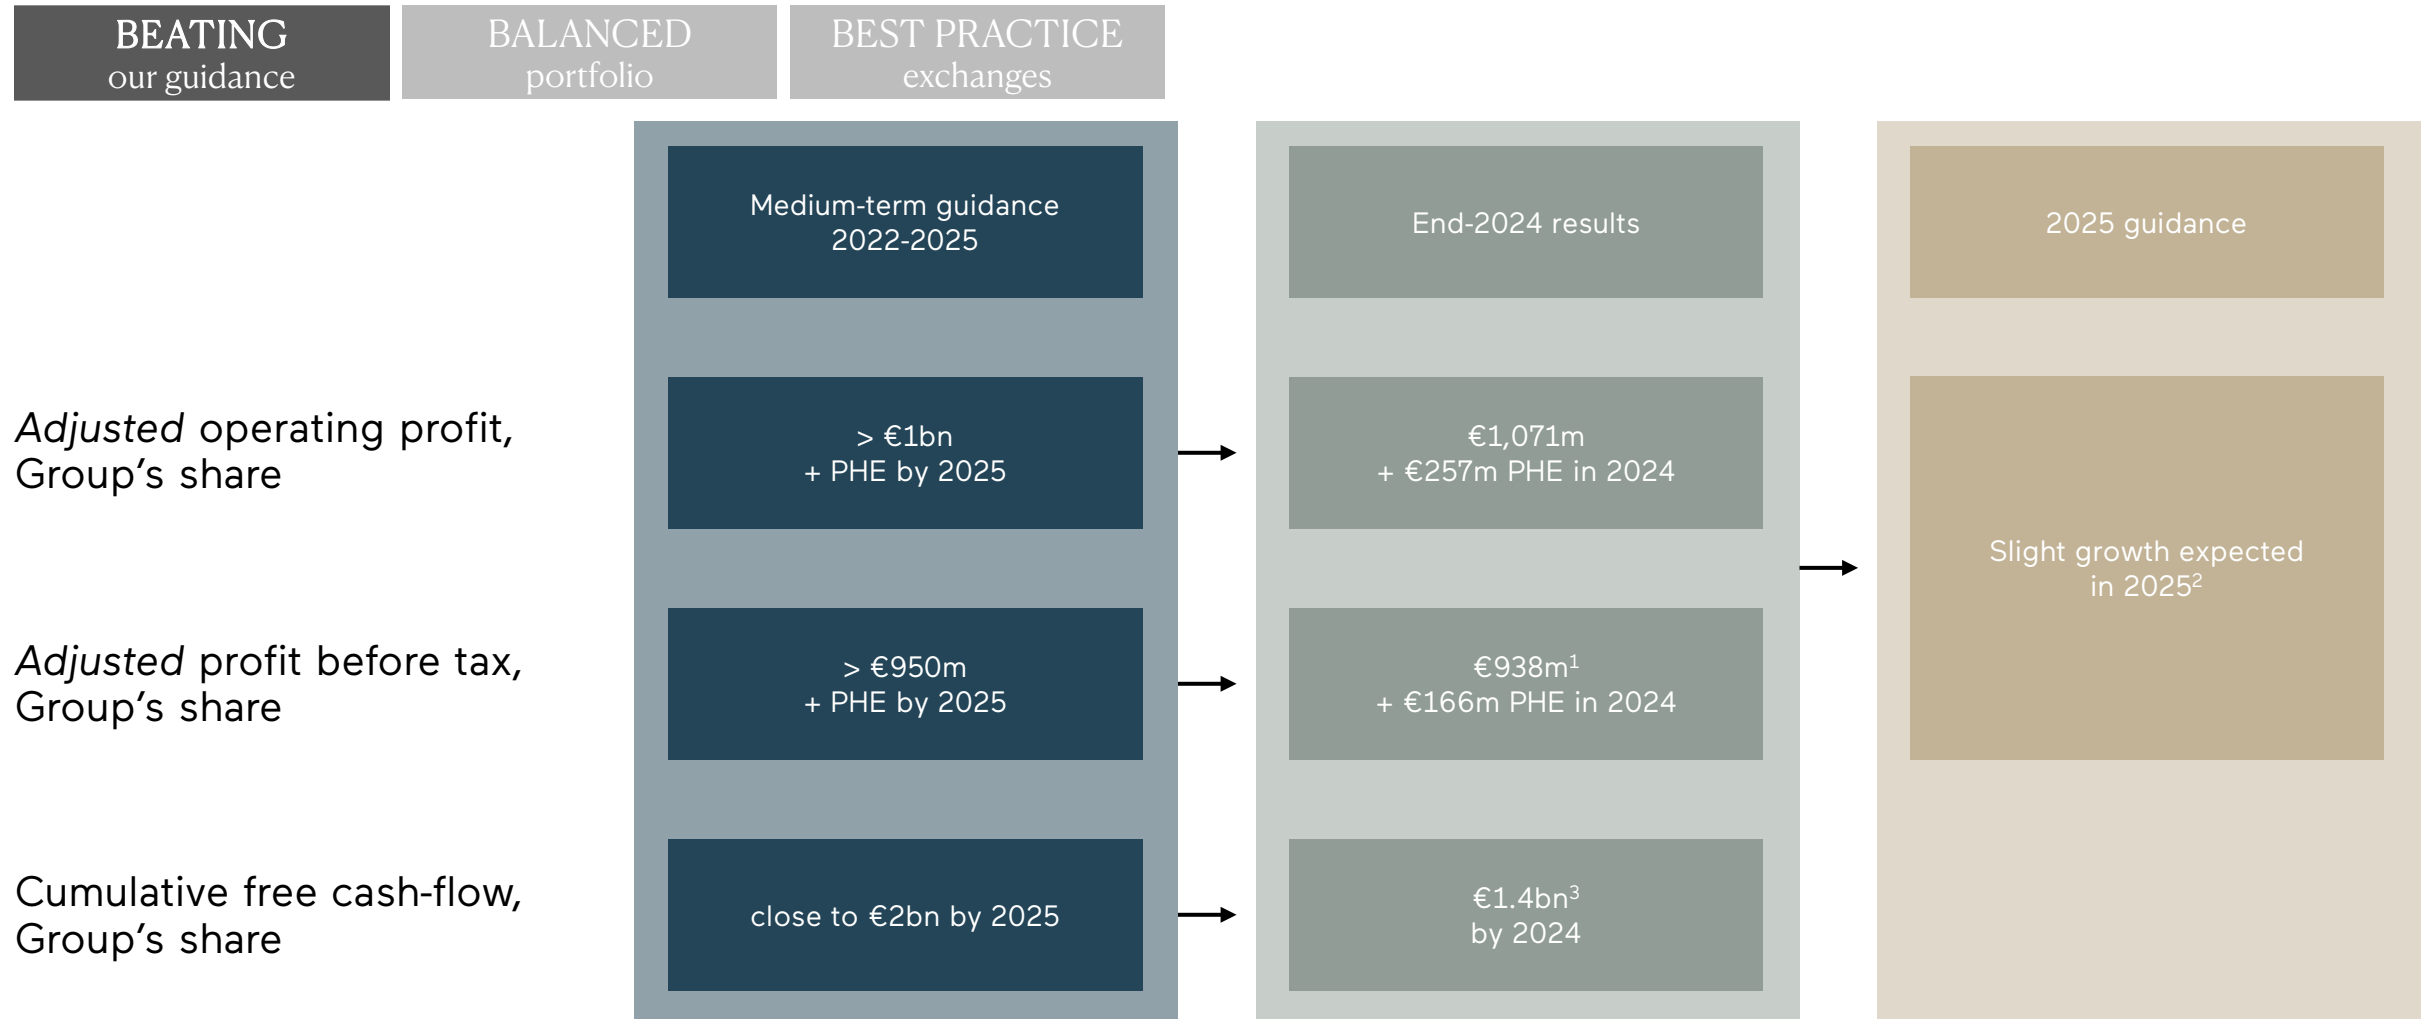 BEATING
our guidance
BALANCED
portfolio
BEST PRACTICE
exchanges
Medium-term guidance
2022-2025
End-2024 results
2025 guidance
Adjusted operating profit,
Group’s share
> €1bn
+ PHE by 2025
€1,071m
+ €257m PHE in 2024
Slight growth expected
in 2025²
Adjusted profit before tax,
Group’s share
> €950m
+ PHE by 2025
€938m¹
+ €166m PHE in 2024
Cumulative free cash-flow,
Group’s share
close to €2bn by 2025
€1.4bn³
by 2024